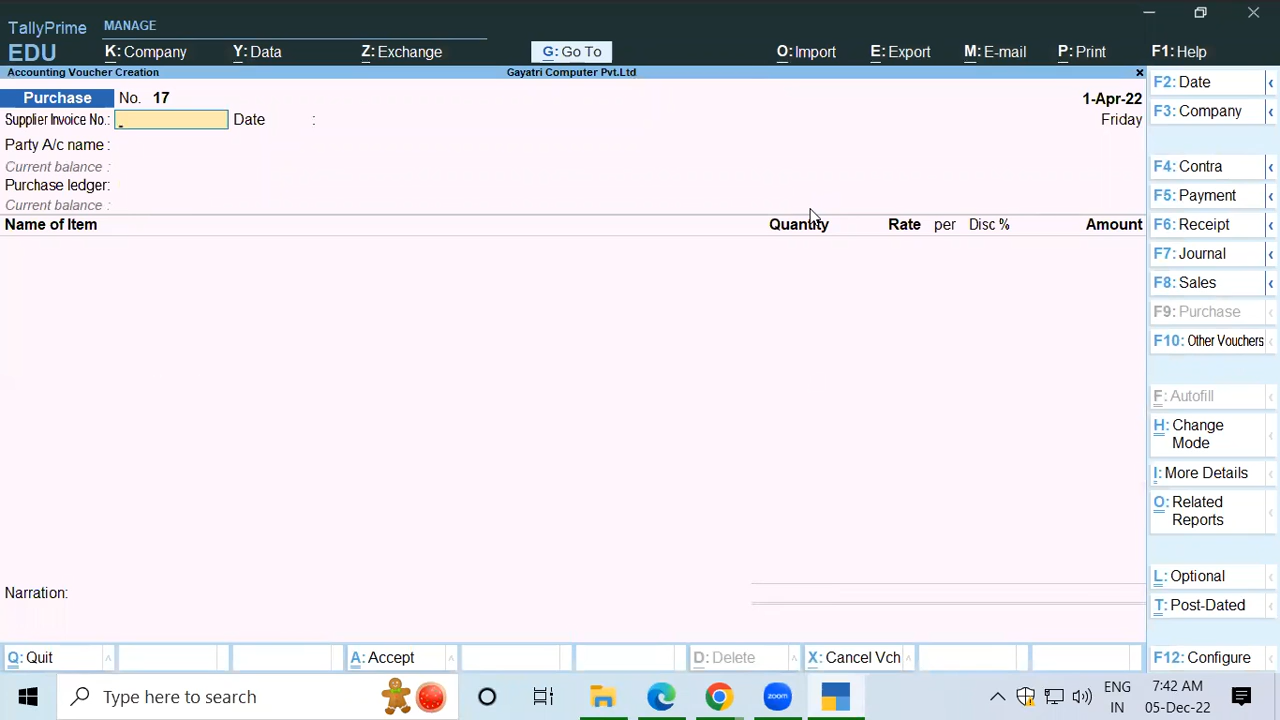 TallyPrime MANAGE
EDU K: Company Y: Data Z: Exchange G: Go To O: Import E: Export M: E-mail P: Print F1: Help
Accounting Voucher Creation Gayatri Computer Pvt.Ltd ×
Purchase No. 17 1-Apr-22
Supplier Invoice No.: Date : Friday
Party A/c name :
Current balance :
Purchase ledger:
Current balance :
Name of Item Quantity Rate per Disc % Amount
Narration:
F2: Date
F3: Company
F4: Contra
F5: Payment
F6: Receipt
F7: Journal
F8: Sales
F9: Purchase
F10: Other Vouchers
F: Autofill
H: Change
Mode
I: More Details
O: Related
Reports
L: Optional
T: Post-Dated
Q: Quit A: Accept D: Delete X: Cancel Vch F12: Configure
Type here to search zoom ENG 7:42 AM
IN 05-Dec-22